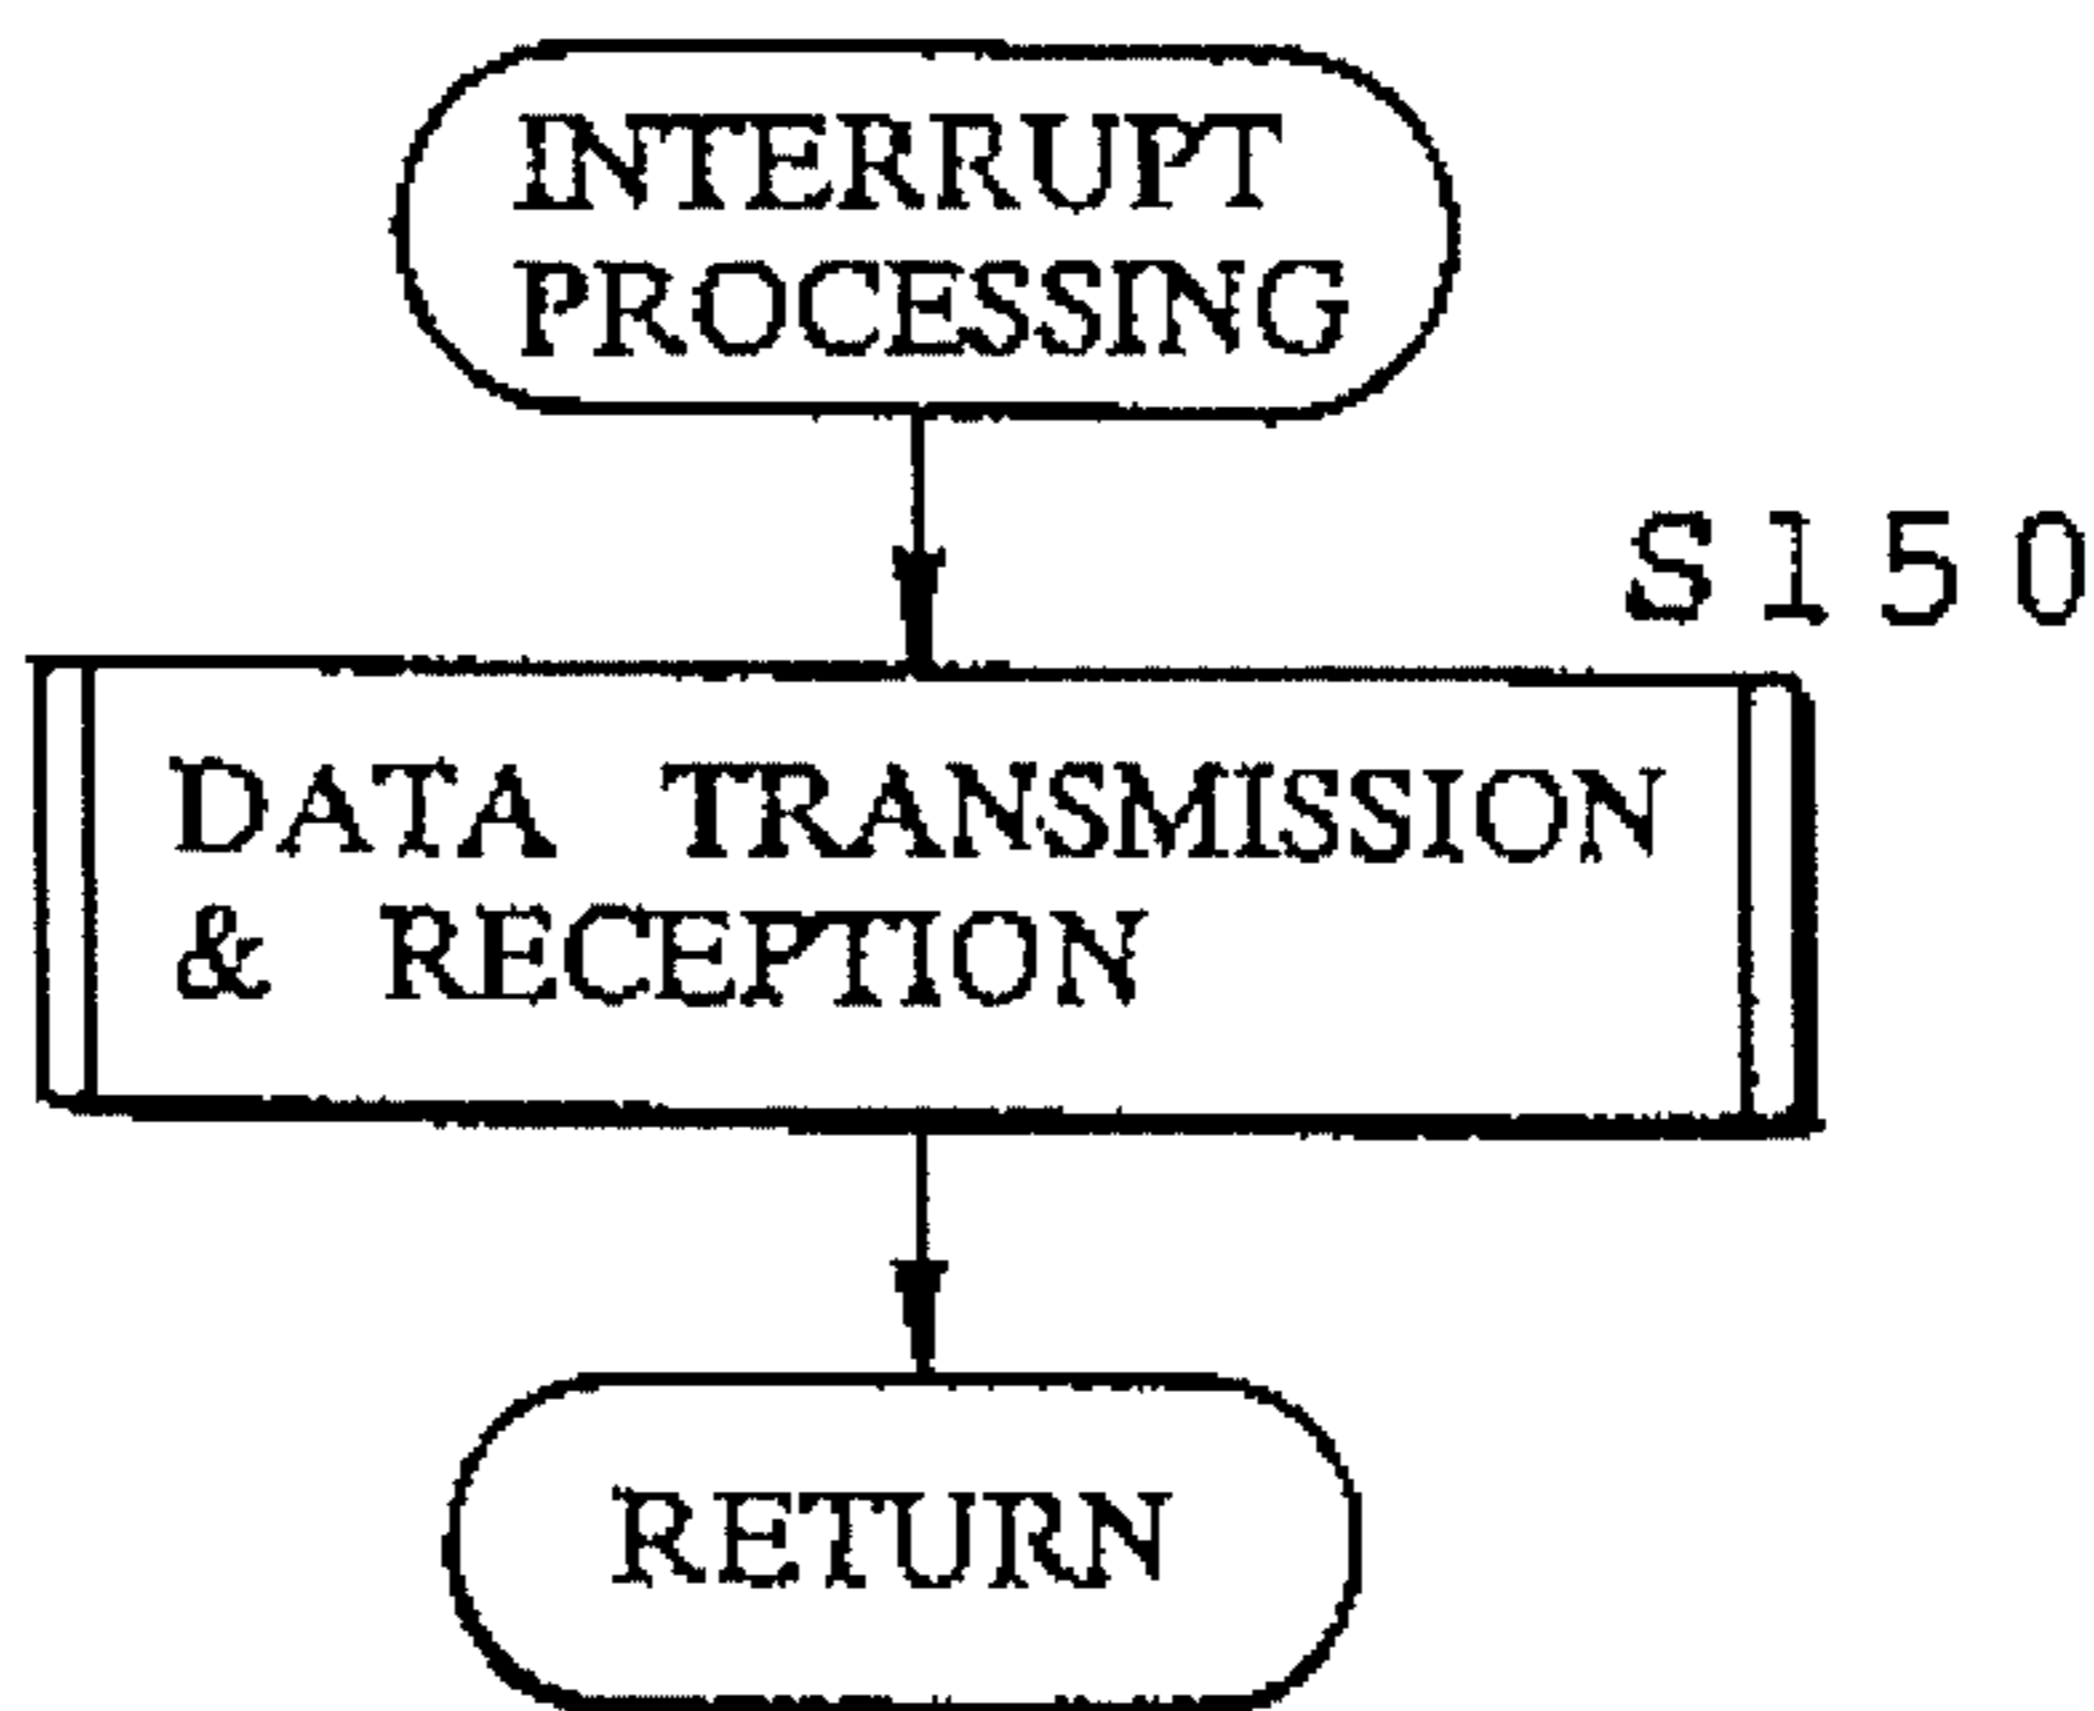 INTERRUPT
PROCESSING
S150
DATA TRANSMISSION
& RECEPTION
RETURN